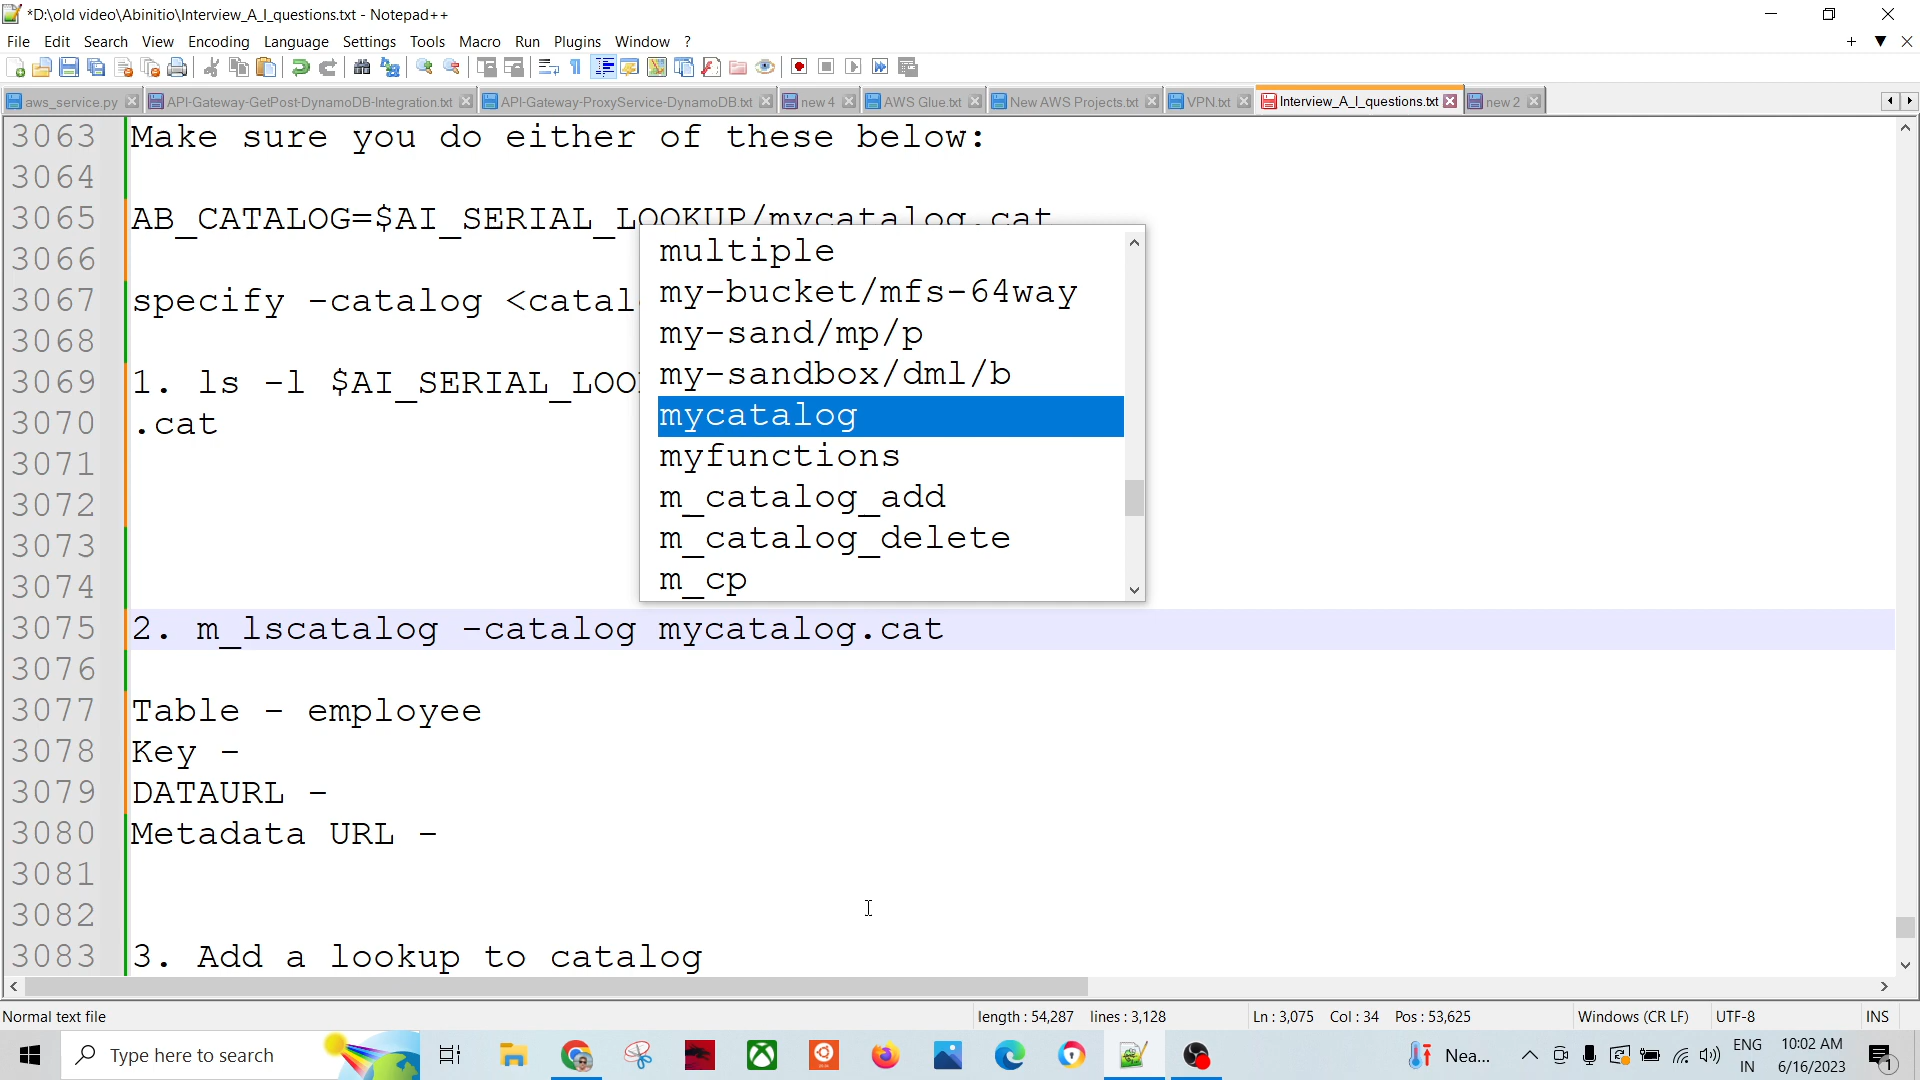 *D:\old video\Abinitio\Interview_A_I_questions.txt - Notepad++
File Edit Search View Encoding Language Settings Tools Macro Run Plugins Window ?
aws_service.py API-Gateway-GetPost-DynamoDB-Integration.txt API-Gateway-ProxyService-DynamoDB.txt new 4 AWS Glue.txt New AWS Projects.txt VPN.txt Interview_A_I_questions.txt new 2
3063 Make sure you do either of these below:
3064
3065 AB_CATALOG=$AI_SERIAL_LOOKUP/mycatalog.cat
3066
3067 specify -catalog <catal
3068
3069 1. ls -l $AI_SERIAL_LOO
3070 .cat
3071
3072
3073
3074
multiple
my-bucket/mfs-64way
my-sand/mp/p
my-sandbox/dml/b
mycatalog
myfunctions
m_catalog_add
m_catalog_delete
m_cp
3075 2. m_lscatalog -catalog mycatalog.cat
3076
3077 Table - employee
3078 Key -
3079 DATAURL -
3080 Metadata URL -
3081
3082
3083 3. Add a lookup to catalog
Normal text file length : 54,287 lines : 3,128 Ln : 3,075 Col : 34 Pos : 53,625 Windows (CR LF) UTF-8 INS
Type here to search Nea... ENG IN 10:02 AM 6/16/2023 1